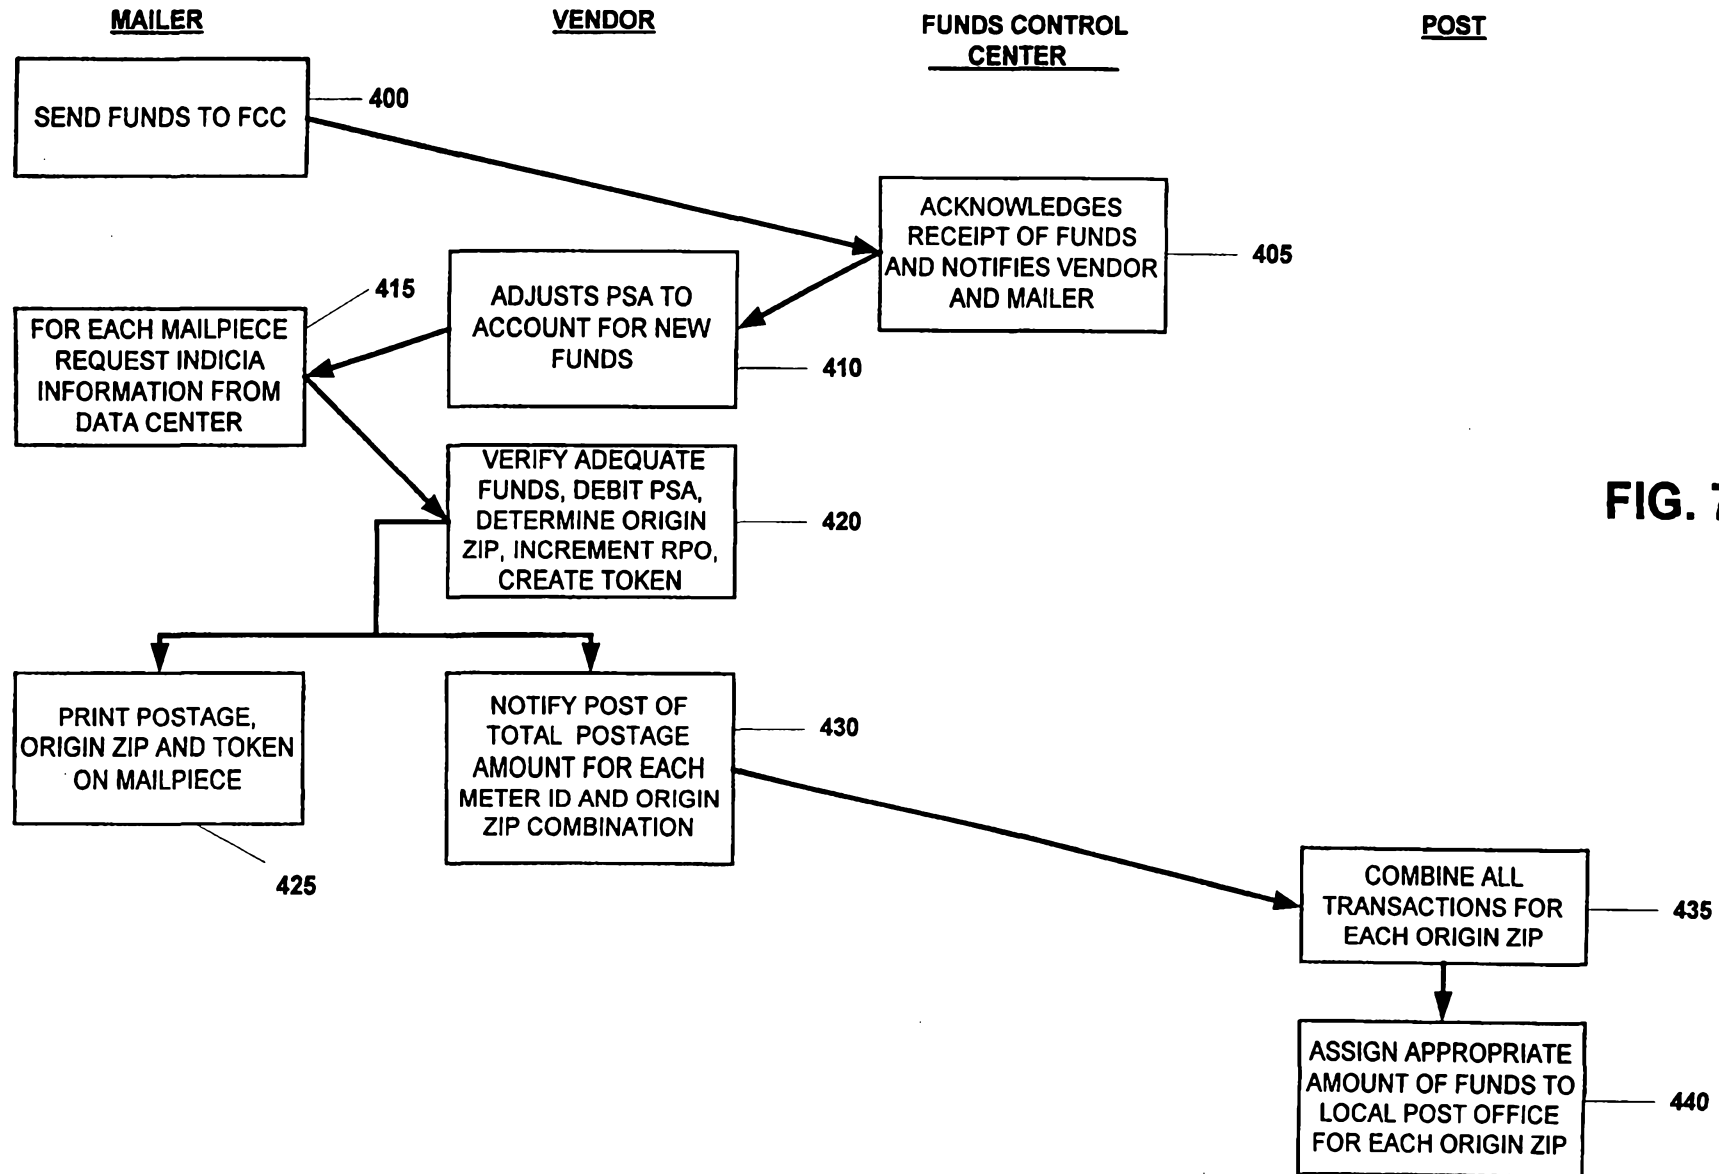 MAILER
VENDOR
FUNDS CONTROL
CENTER
POST
SEND FUNDS TO FCC
400
ACKNOWLEDGES
RECEIPT OF FUNDS
AND NOTIFIES VENDOR
AND MAILER
405
ADJUSTS PSA TO
ACCOUNT FOR NEW
FUNDS
410
415
FOR EACH MAILPIECE
REQUEST INDICIA
INFORMATION FROM
DATA CENTER
VERIFY ADEQUATE
FUNDS, DEBIT PSA,
DETERMINE ORIGIN
ZIP, INCREMENT RPO,
CREATE TOKEN
420
FIG. 7
PRINT POSTAGE,
ORIGIN ZIP AND TOKEN
ON MAILPIECE
425
NOTIFY POST OF
TOTAL POSTAGE
AMOUNT FOR EACH
METER ID AND ORIGIN
ZIP COMBINATION
430
COMBINE ALL
TRANSACTIONS FOR
EACH ORIGIN ZIP
435
ASSIGN APPROPRIATE
AMOUNT OF FUNDS TO
LOCAL POST OFFICE
FOR EACH ORIGIN ZIP
440